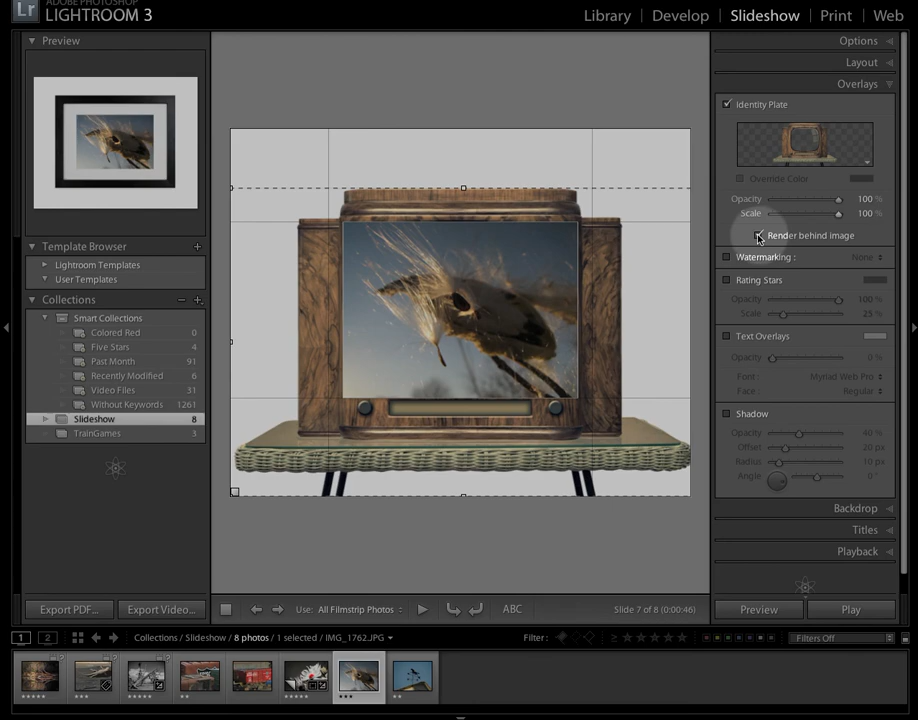 ADOBE PHOTOSHOP
Lr LIGHTROOM 3
Library | Develop | Slideshow | Print | Web
Preview
Template Browser
Lightroom Templates
User Templates
Collections
Smart Collections
Colored Red 0
Five Stars 4
Past Month 91
Recently Modified 6
Video Files 31
Without Keywords 1261
Slideshow 8
TrainGames 3
Export PDF...
Export Video...
Use: All Filmstrip Photos
ABC
Slide 7 of 8 (0:00:46)
Options
Layout
Overlays
Identity Plate
Override Color
Opacity 100 %
Scale 100 %
Render behind image
Watermarking : None
Rating Stars
Opacity 100 %
Scale 25 %
Text Overlays
Opacity 0 %
Font : Myriad Web Pro
Face : Regular
Shadow
Opacity 40 %
Offset 20 px
Radius 10 px
Angle 0 °
Backdrop
Titles
Playback
Preview
Play
1 2
Collections / Slideshow / 8 photos / 1 selected / IMG_1762.JPG
Filter :
Filters Off